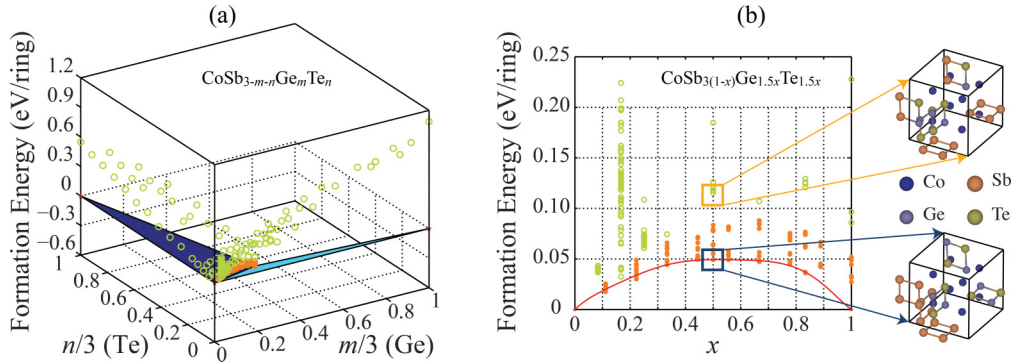 (a)
(b)
Formation Energy (eV/ring)
1.2
0.9
0.6
0.3
0
−0.3
−0.6
CoSb3-m-nGemTen
1
0.8
0.6
0.4
0.2
0
n/3 (Te)
0
0.2
0.4
0.6
0.8
1
m/3 (Ge)
Formation Energy (eV/ring)
0.25
0.20
0.15
0.10
0.05
0
CoSb3(1-x)Ge1.5xTe1.5x
0
0.2
0.4
0.6
0.8
1
x
Co
Sb
Ge
Te